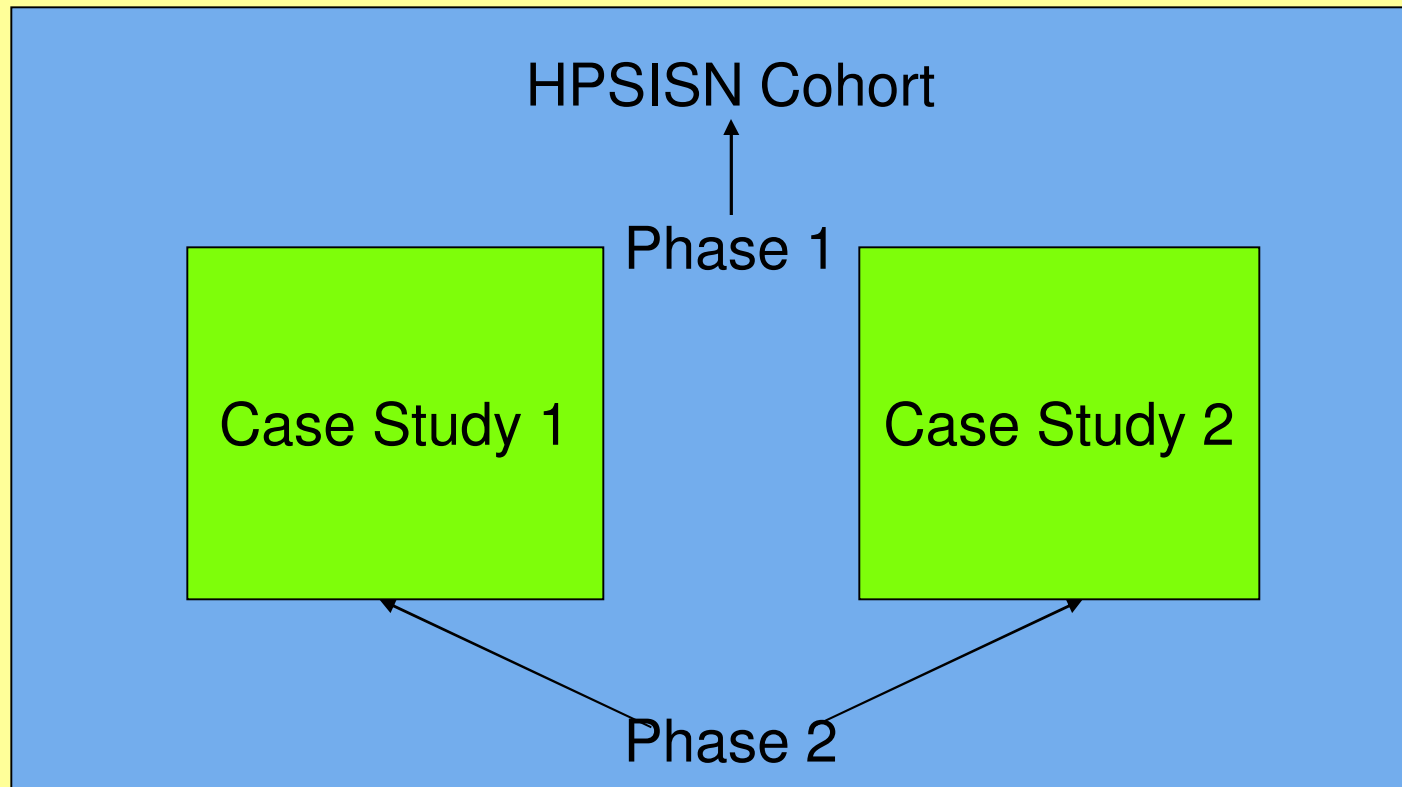 HPSISN Cohort
Phase 1
Case Study 1
Case Study 2
Phase 2